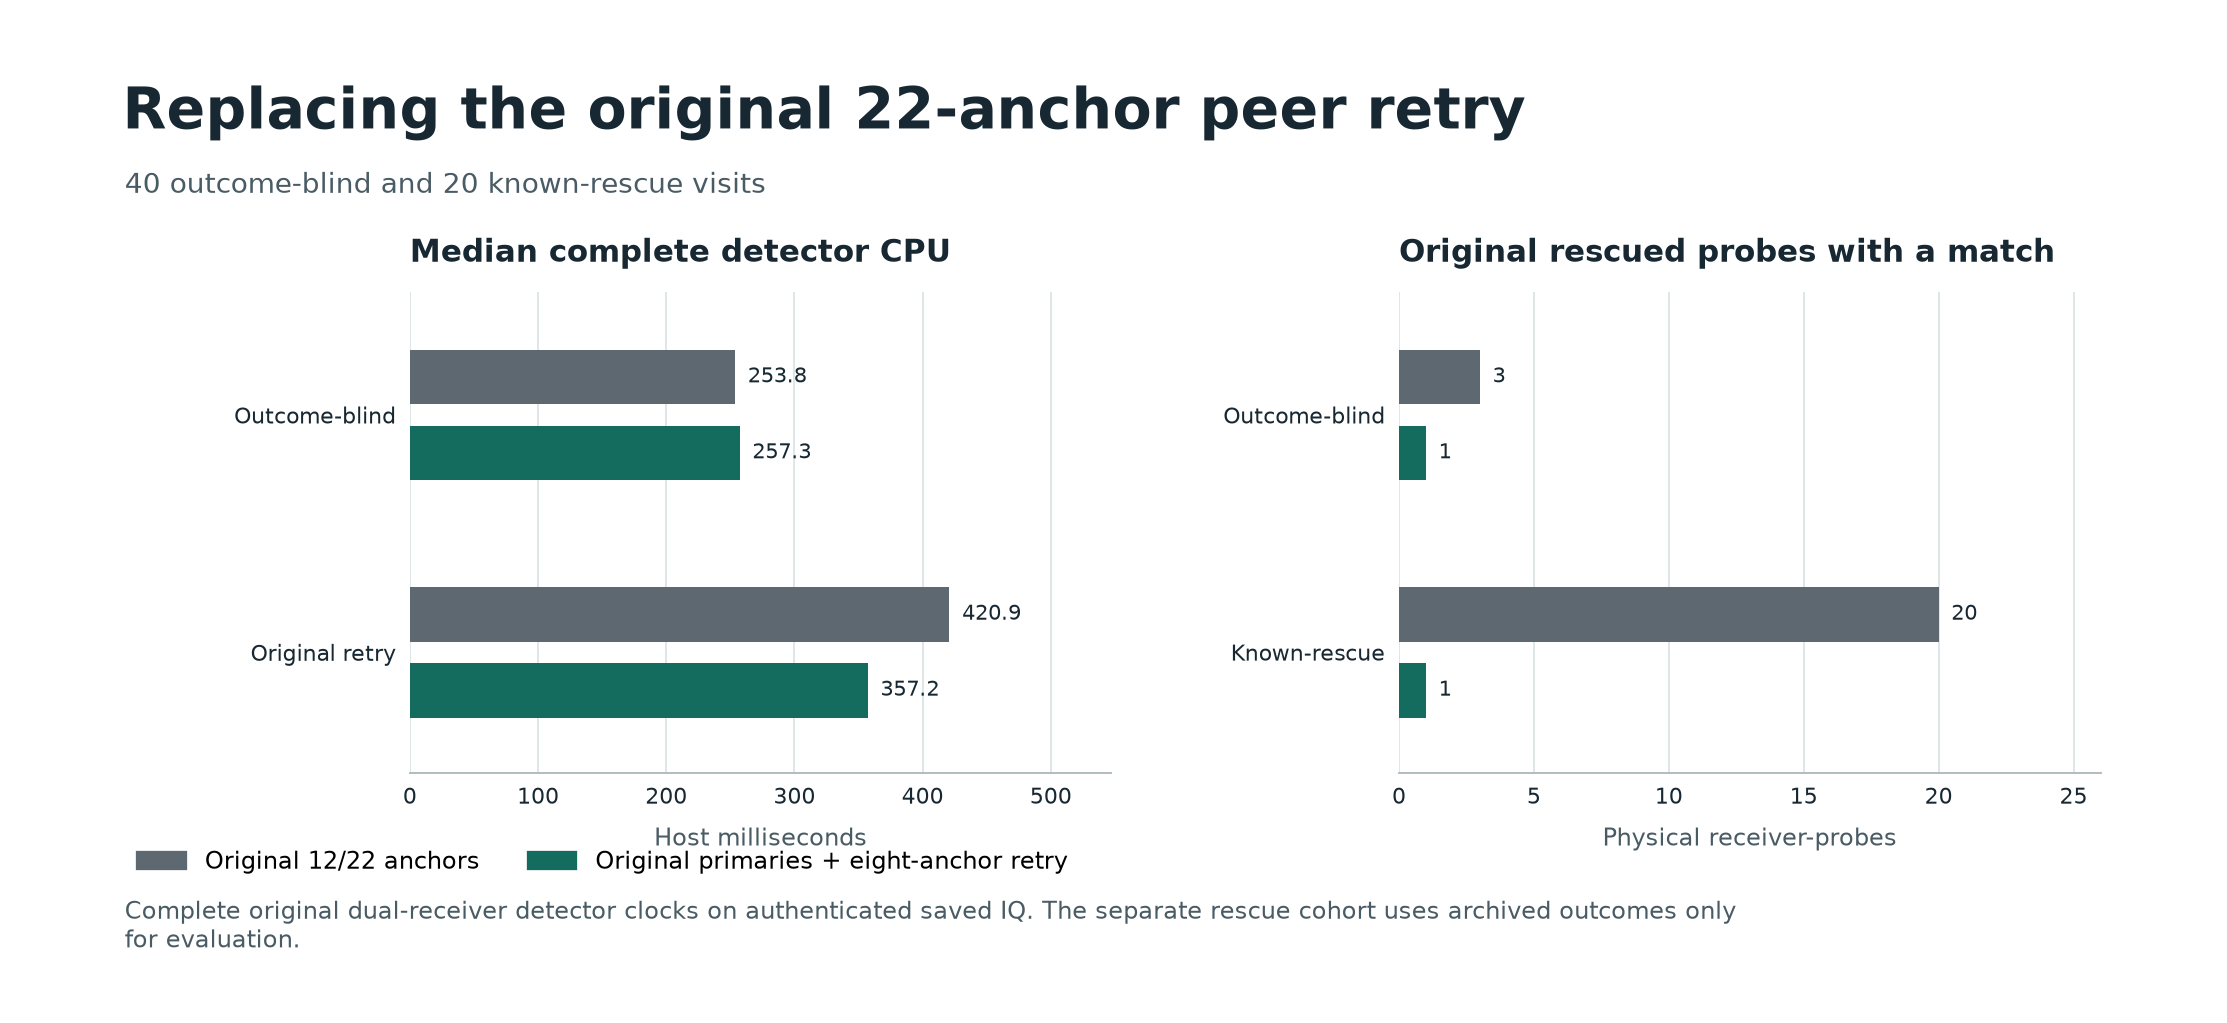 Replacing the original 22-anchor peer retry
40 outcome-blind and 20 known-rescue visits
Median complete detector CPU
Outcome-blind
253.8
257.3
Original retry
420.9
357.2
0 100 200 300 400 500
Host milliseconds
Original rescued probes with a match
Outcome-blind
3
1
Known-rescue
20
1
0 5 10 15 20 25
Physical receiver-probes
Original 12/22 anchors
Original primaries + eight-anchor retry
Complete original dual-receiver detector clocks on authenticated saved IQ. The separate rescue cohort uses archived outcomes only
for evaluation.